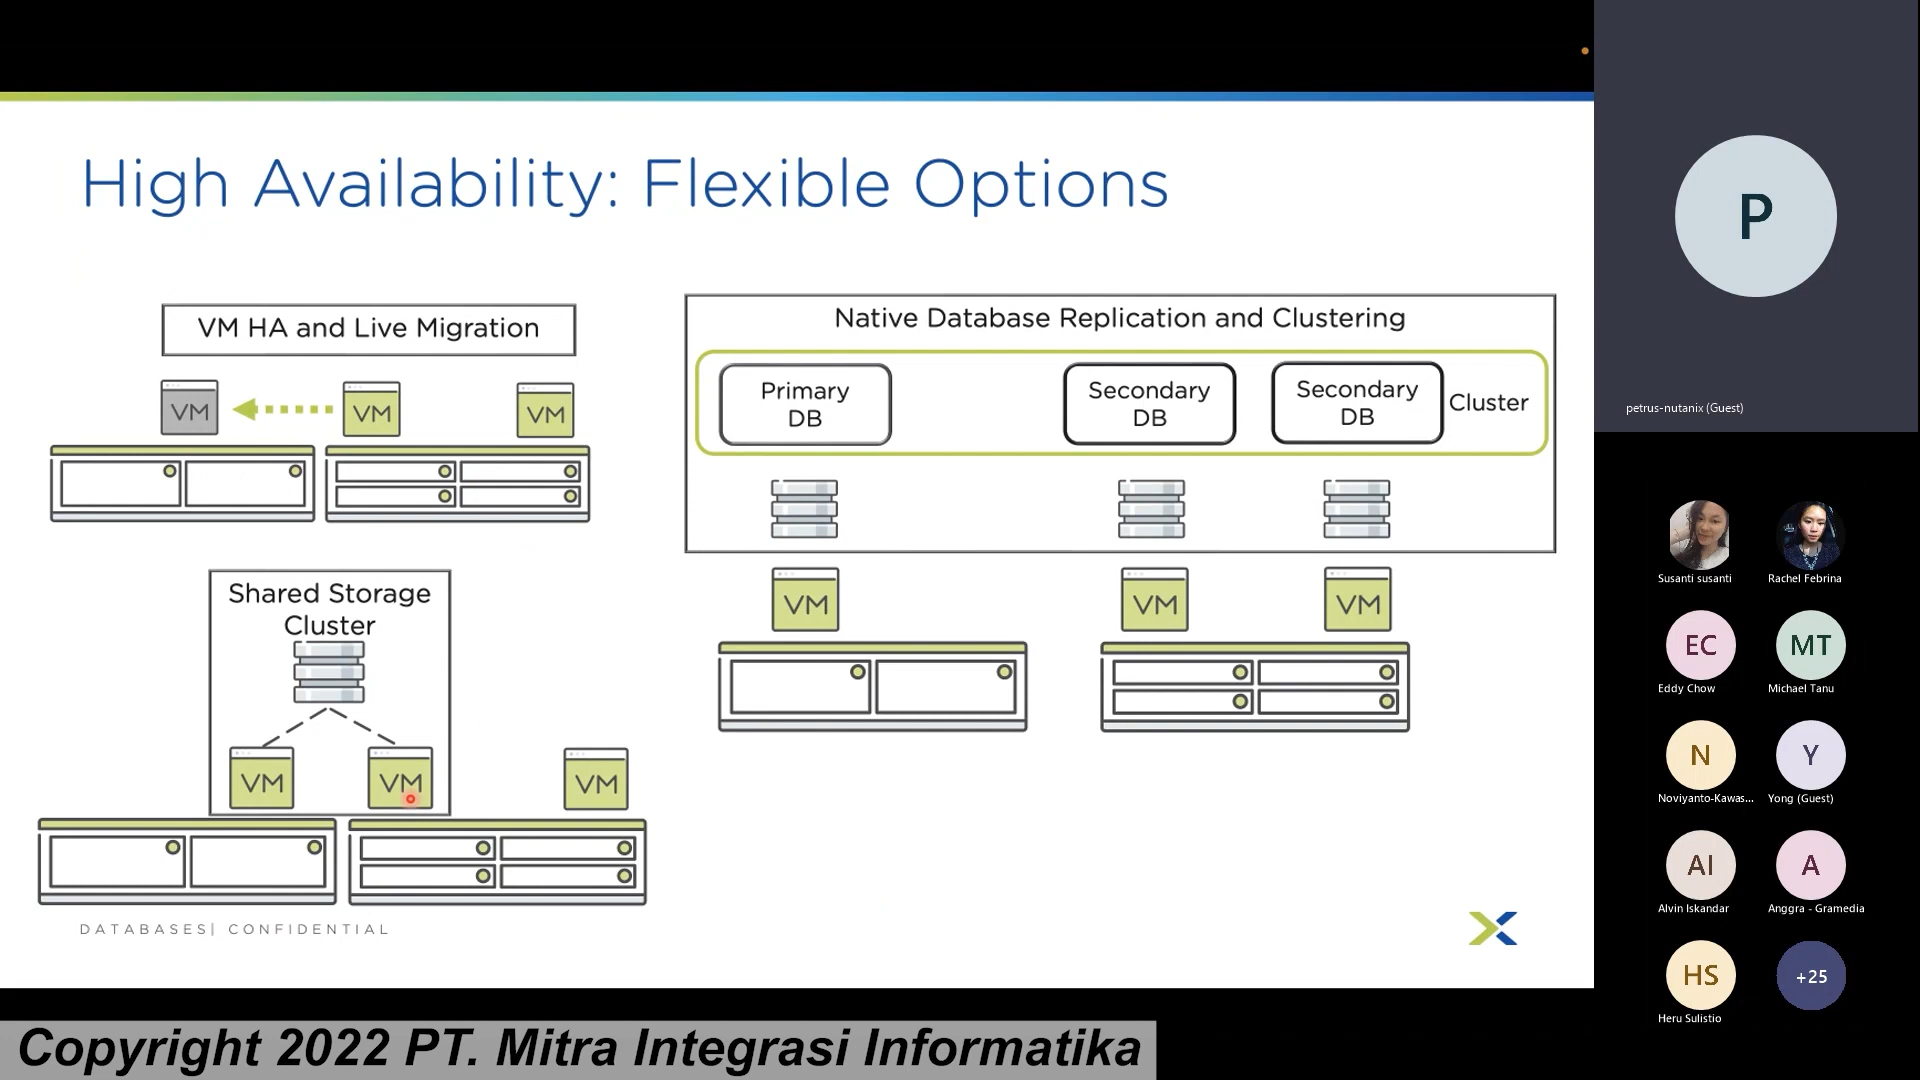 High Availability: Flexible Options
VM HA and Live Migration
VM
VM
VM
Shared Storage
Cluster
VM
VM
VM
Native Database Replication and Clustering
Primary
DB
Secondary
DB
Secondary
DB
Cluster
VM
VM
VM
DATABASES| CONFIDENTIAL
Copyright 2022 PT. Mitra Integrasi Informatika
P
petrus-nutanix (Guest)
Susanti susanti
Rachel Febrina
EC
Eddy Chow
MT
Michael Tanu
N
Noviyanto-Kawas...
Y
Yong (Guest)
AI
Alvin Iskandar
A
Anggra - Gramedia
HS
Heru Sulistio
+25